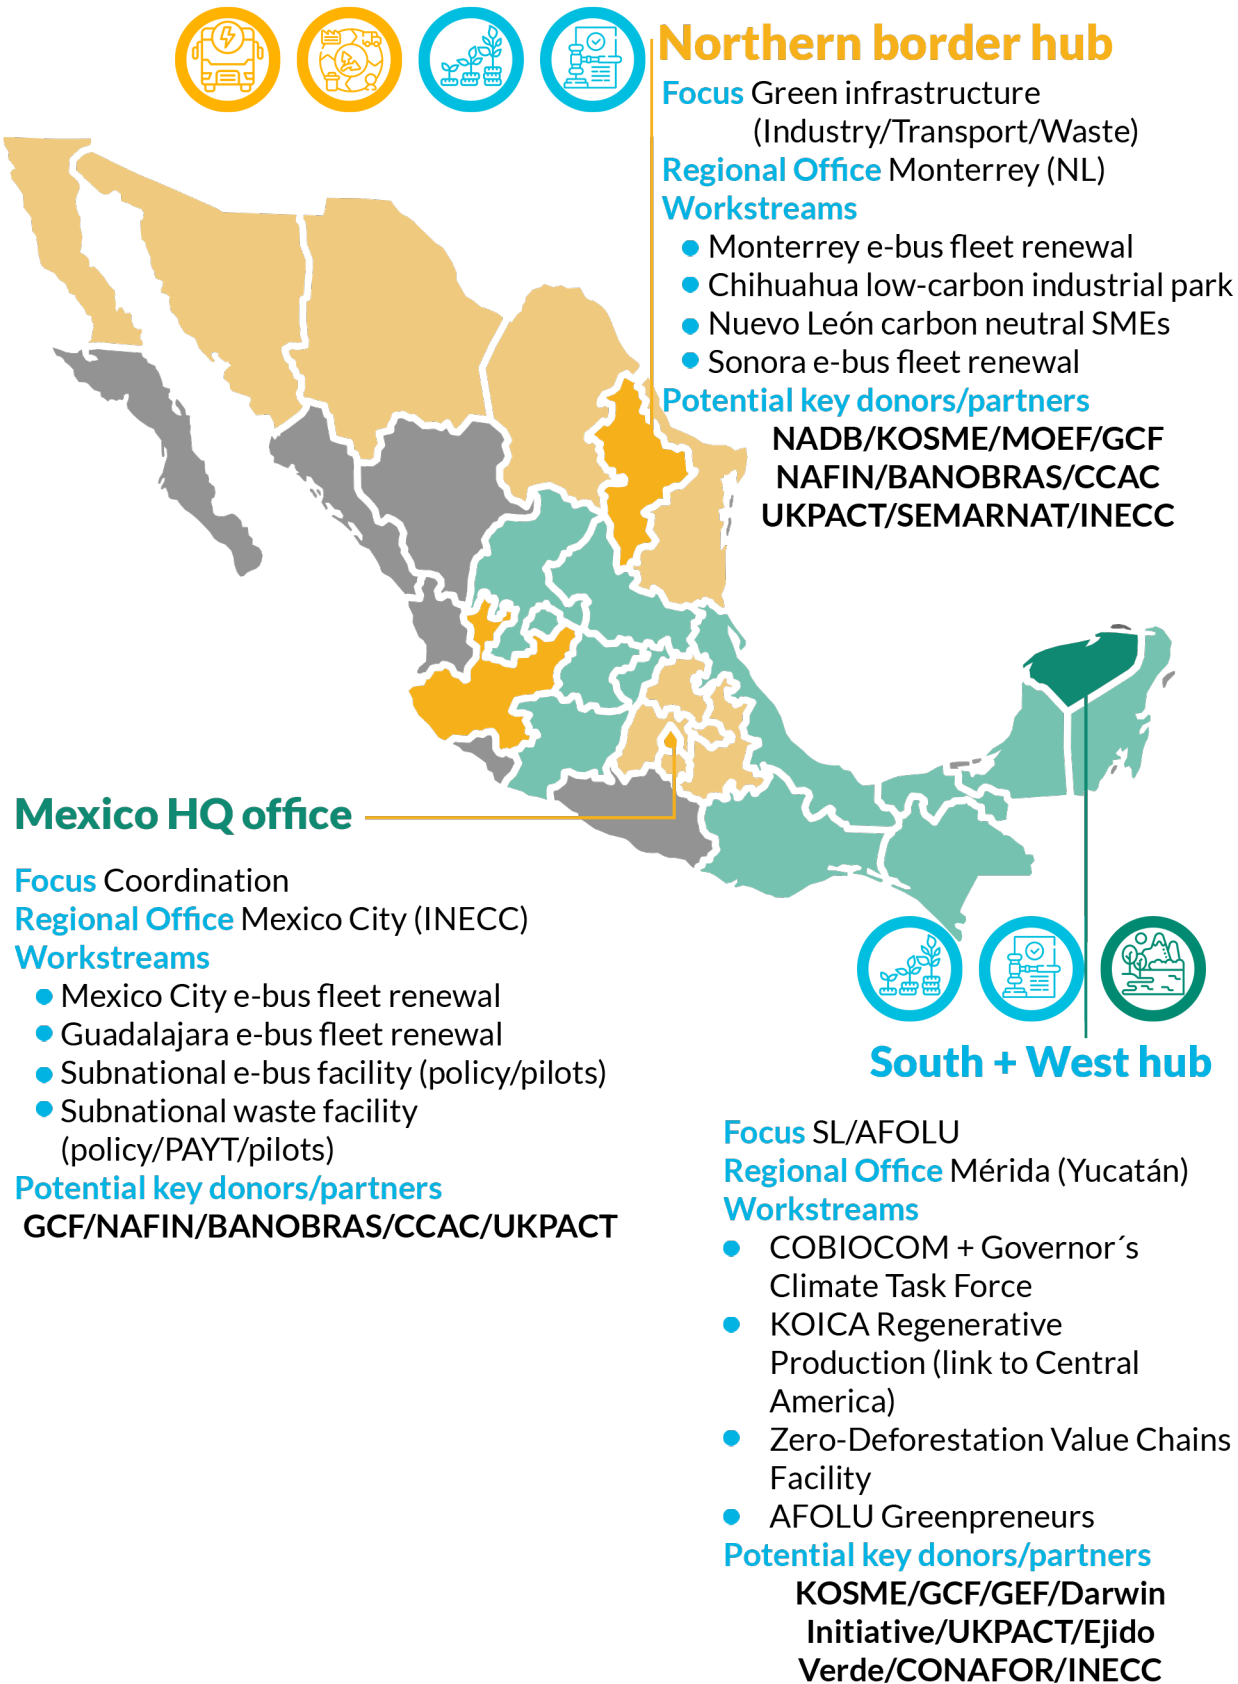 Northern border hub
Focus Green infrastructure
(Industry/Transport/Waste)
Regional Office Monterrey (NL)
Workstreams
Monterrey e-bus fleet renewal
Chihuahua low-carbon industrial park
Nuevo León carbon neutral SMEs
Sonora e-bus fleet renewal
Potential key donors/partners
NADB/KOSME/MOEF/GCF
NAFIN/BANOBRAS/CCAC
UKPACT/SEMARNAT/INECC
Mexico HQ office
Focus Coordination
Regional Office Mexico City (INECC)
Workstreams
Mexico City e-bus fleet renewal
Guadalajara e-bus fleet renewal
Subnational e-bus facility (policy/pilots)
Subnational waste facility
(policy/PAYT/pilots)
Potential key donors/partners
GCF/NAFIN/BANOBRAS/CCAC/UKPACT
South + West hub
Focus SL/AFOLU
Regional Office Mérida (Yucatán)
Workstreams
COBIOCOM + Governor´s
Climate Task Force
KOICA Regenerative
Production (link to Central
America)
Zero-Deforestation Value Chains
Facility
AFOLU Greenpreneurs
Potential key donors/partners
KOSME/GCF/GEF/Darwin
Initiative/UKPACT/Ejido
Verde/CONAFOR/INECC